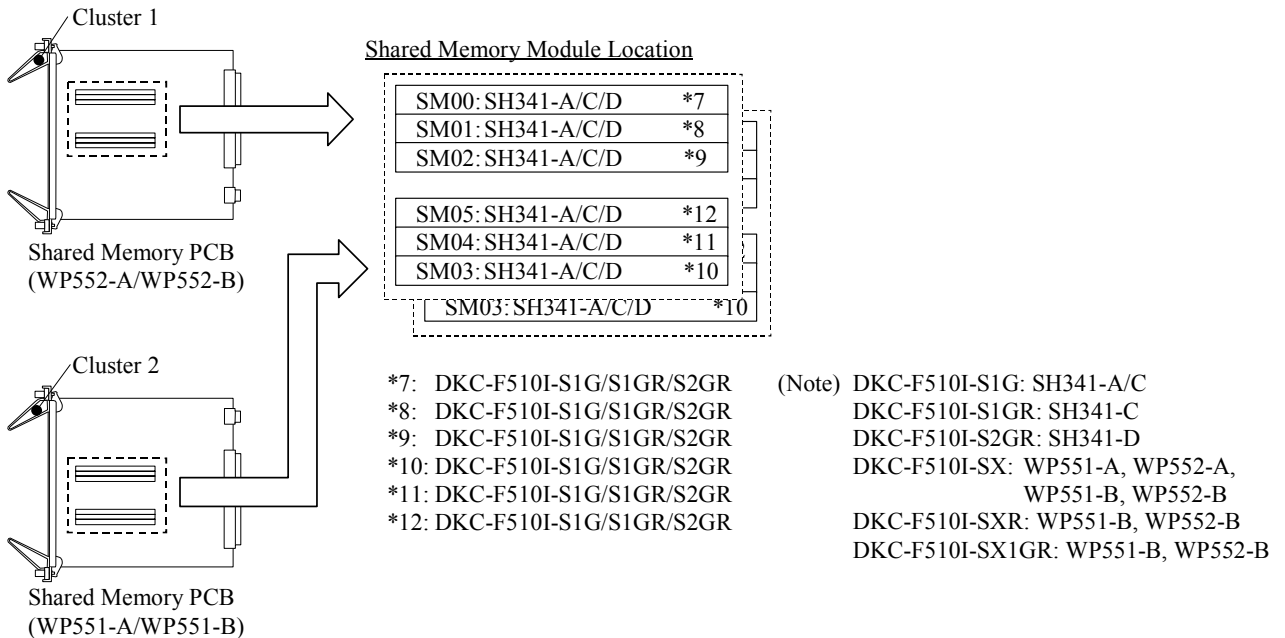 Cluster 1
Shared Memory Module Location
SM00:SH341-A/C/D *7
SM01:SH341-A/C/D *8
SM02:SH341-A/C/D *9
SM05:SH341-A/C/D *12
SM04:SH341-A/C/D *11
SM03:SH341-A/C/D *10
SM03:SH341-A/C/D *10
Shared Memory PCB
(WP552-A/WP552-B)
Cluster 2
Shared Memory PCB
(WP551-A/WP551-B)
*7: DKC-F510I-S1G/S1GR/S2GR
*8: DKC-F510I-S1G/S1GR/S2GR
*9: DKC-F510I-S1G/S1GR/S2GR
*10: DKC-F510I-S1G/S1GR/S2GR
*11: DKC-F510I-S1G/S1GR/S2GR
*12: DKC-F510I-S1G/S1GR/S2GR
(Note) DKC-F510I-S1G: SH341-A/C
DKC-F510I-S1GR: SH341-C
DKC-F510I-S2GR: SH341-D
DKC-F510I-SX: WP551-A, WP552-A,
WP551-B, WP552-B
DKC-F510I-SXR: WP551-B, WP552-B
DKC-F510I-SX1GR: WP551-B, WP552-B